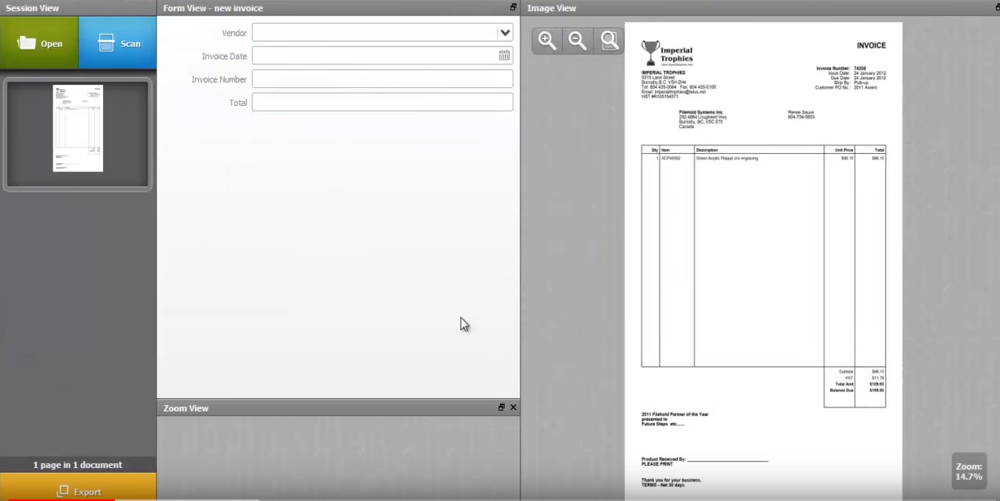 Session View
Open
Scan
1 page in 1 document
Export
Form View - new invoice
Vendor
Invoice Date
Invoice Number
Total
Zoom View
Image View
Imperial
Trophies
INVOICE
IMPERIAL TROPHIES
5315 Lane Street
Burnaby, B.C. V5H-2H4
Tel: 604 435-0064 Fax: 604 435-0100
Email: imperialtrophies@telus.net
HST #R105154371
Invoice Number: 74330
Issue Date: 24 January 2012
Due Date: 24 January 2012
Ship By: Pick-up
Customer PO No.: 2011 Award
FileHold Systems Inc.
250 4664 Lougheed Hwy
Burnaby, BC, V5C 5T5
Canada
Renee Sauve
604-734-5653
Qty Item Description Unit Price Total
1 ACP46592 Green Acrylic Plaque c/w engraving $98.15 $98.15
Subtotal $98.15
HST $11.78
Total Amt $109.93
Balance Due $109.93
2011 Filehold Partner of the Year
presented to
Future Steps etc......
Product Received By:
PLEASE PRINT
Thank you for your business.
TERMS - Net 30 days
Zoom:
14.7%